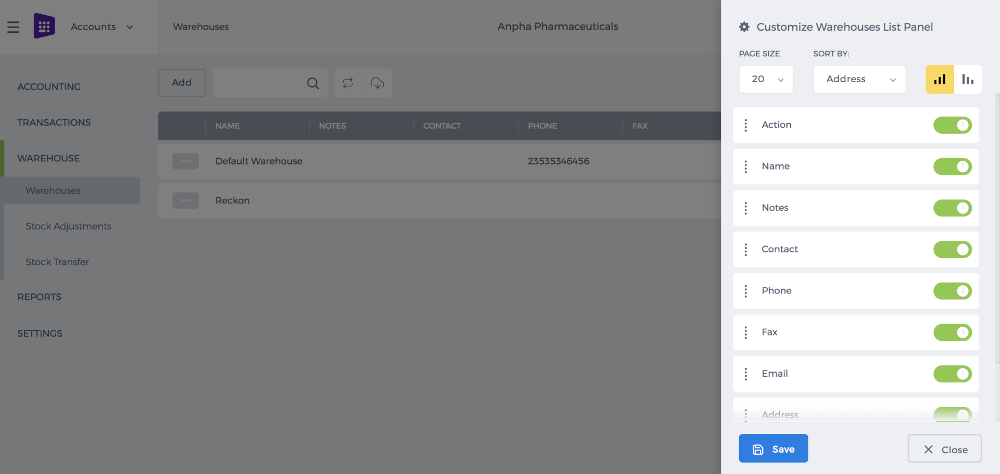 Accounts
Warehouses
Anpha Pharmaceuticals
ACCOUNTING
TRANSACTIONS
WAREHOUSE
Warehouses
Stock Adjustments
Stock Transfer
REPORTS
SETTINGS
Add
NAME NOTES CONTACT PHONE FAX
Default Warehouse 23535346456
Reckon
Customize Warehouses List Panel
PAGE SIZE SORT BY:
20 Address
Action
Name
Notes
Contact
Phone
Fax
Email
Address
Save Close